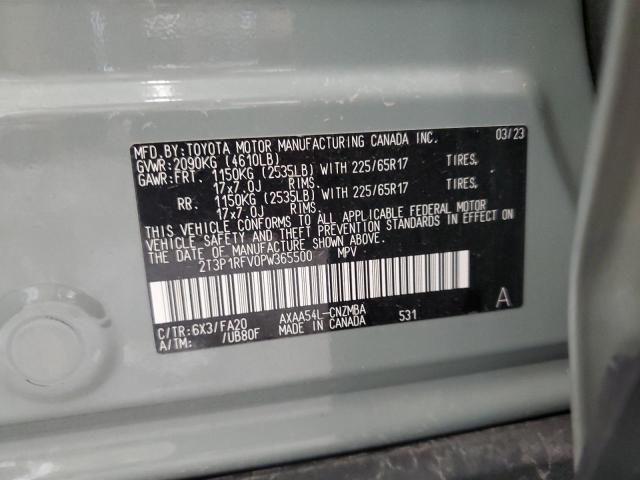 MFD. BY: TOYOTA MOTOR MANUFACTURING CANADA INC. 03/23
GVWR: 2090KG (4610LB)
GAWR: FRT. 1150KG (2535LB) WITH 225/65R17 TIRES,
17x7.0J RIMS.
RR. 1150KG (2535LB) WITH 225/65R17 TIRES,
17x7.0J RIMS.
THIS VEHICLE CONFORMS TO ALL APPLICABLE FEDERAL MOTOR
VEHICLE SAFETY AND THEFT PREVENTION STANDARDS IN EFFECT ON
THE DATE OF MANUFACTURE SHOWN ABOVE.
2T3P1RFV0PW365500 MPV
C/TR: 6X3/FA20 AXAA54L-CNZMBA 531 A
A/TM: /UB80F MADE IN CANADA